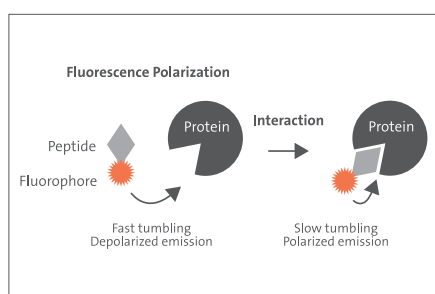 Fluorescence Polarization
Protein
Peptide
Fluorophore
Fast tumbling
Depolarized emission
Interaction
Protein
Slow tumbling
Polarized emission